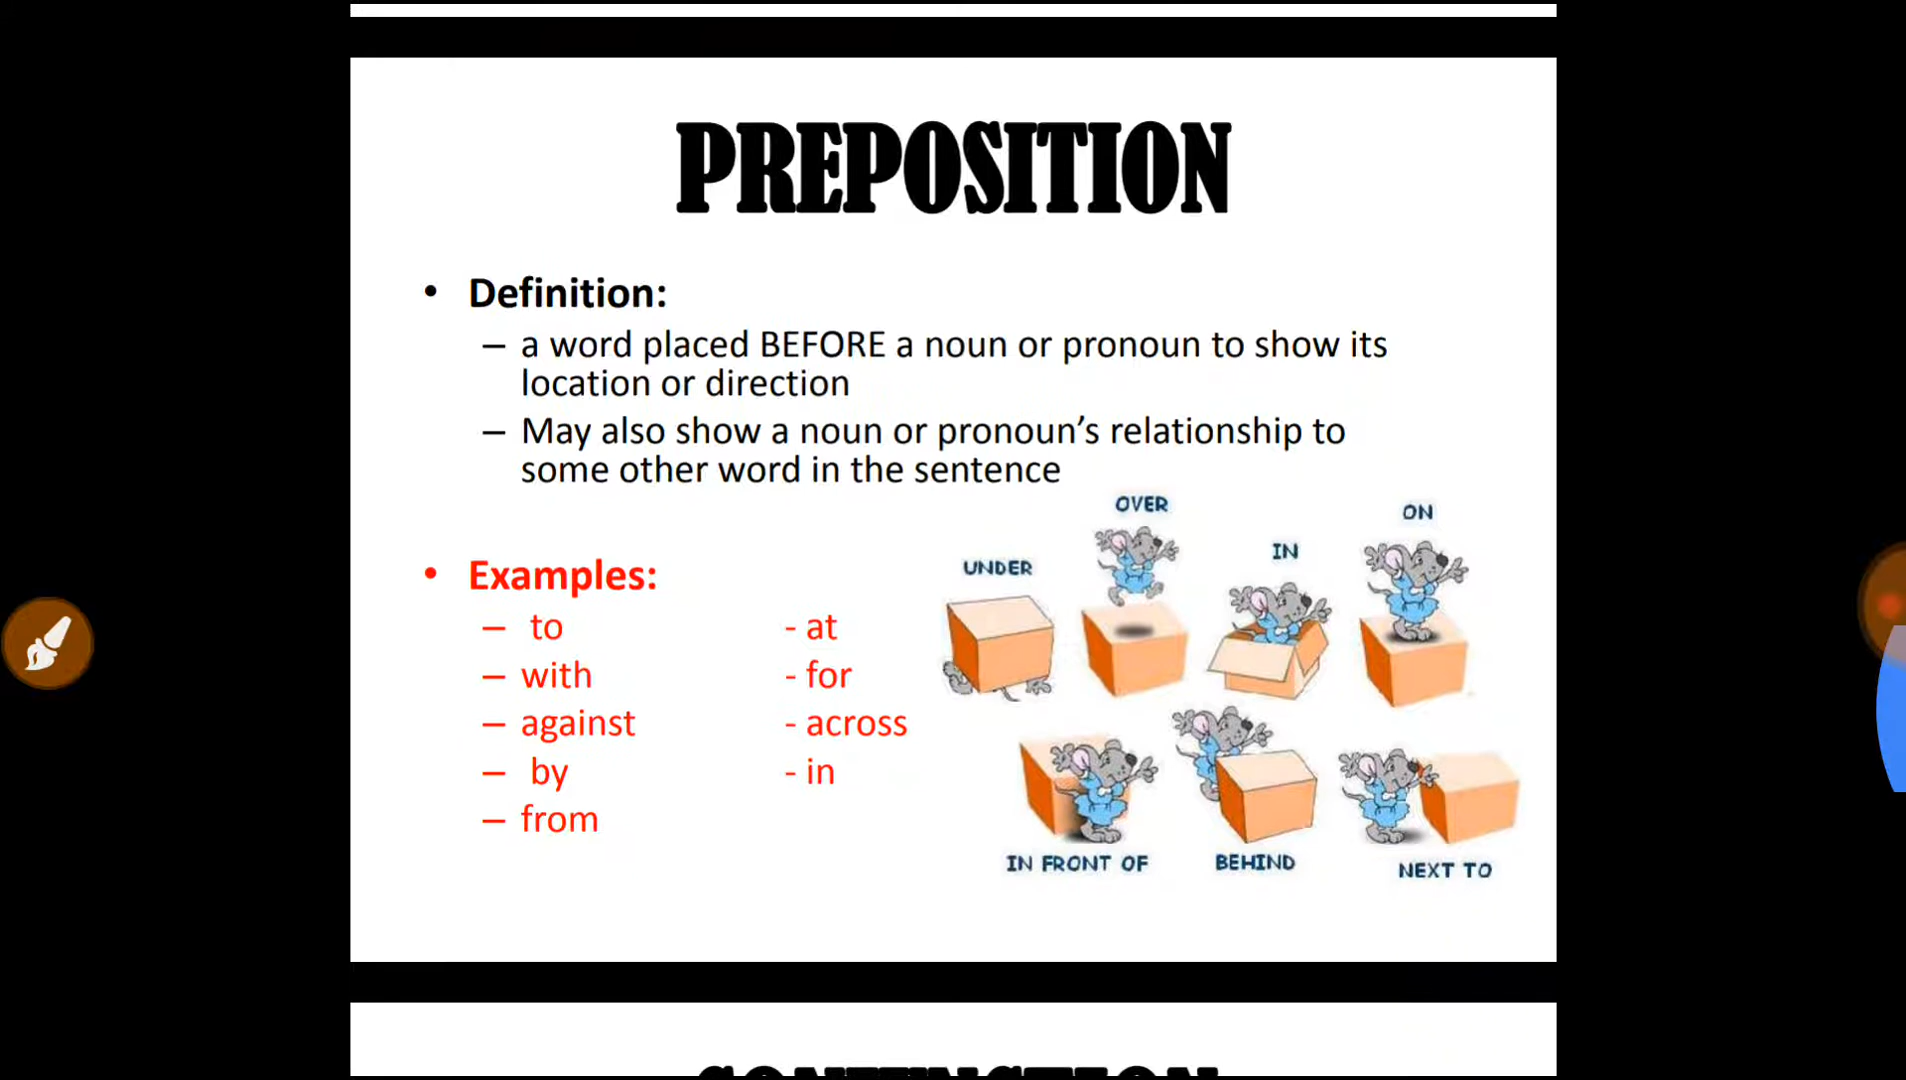 PREPOSITION
• Definition:
– a word placed BEFORE a noun or pronoun to show its
location or direction
– May also show a noun or pronoun’s relationship to
some other word in the sentence
• Examples:
– to - at
– with - for
– against - across
– by - in
– from
UNDER
OVER
IN
ON
IN FRONT OF
BEHIND
NEXT TO
CONJUNCTION